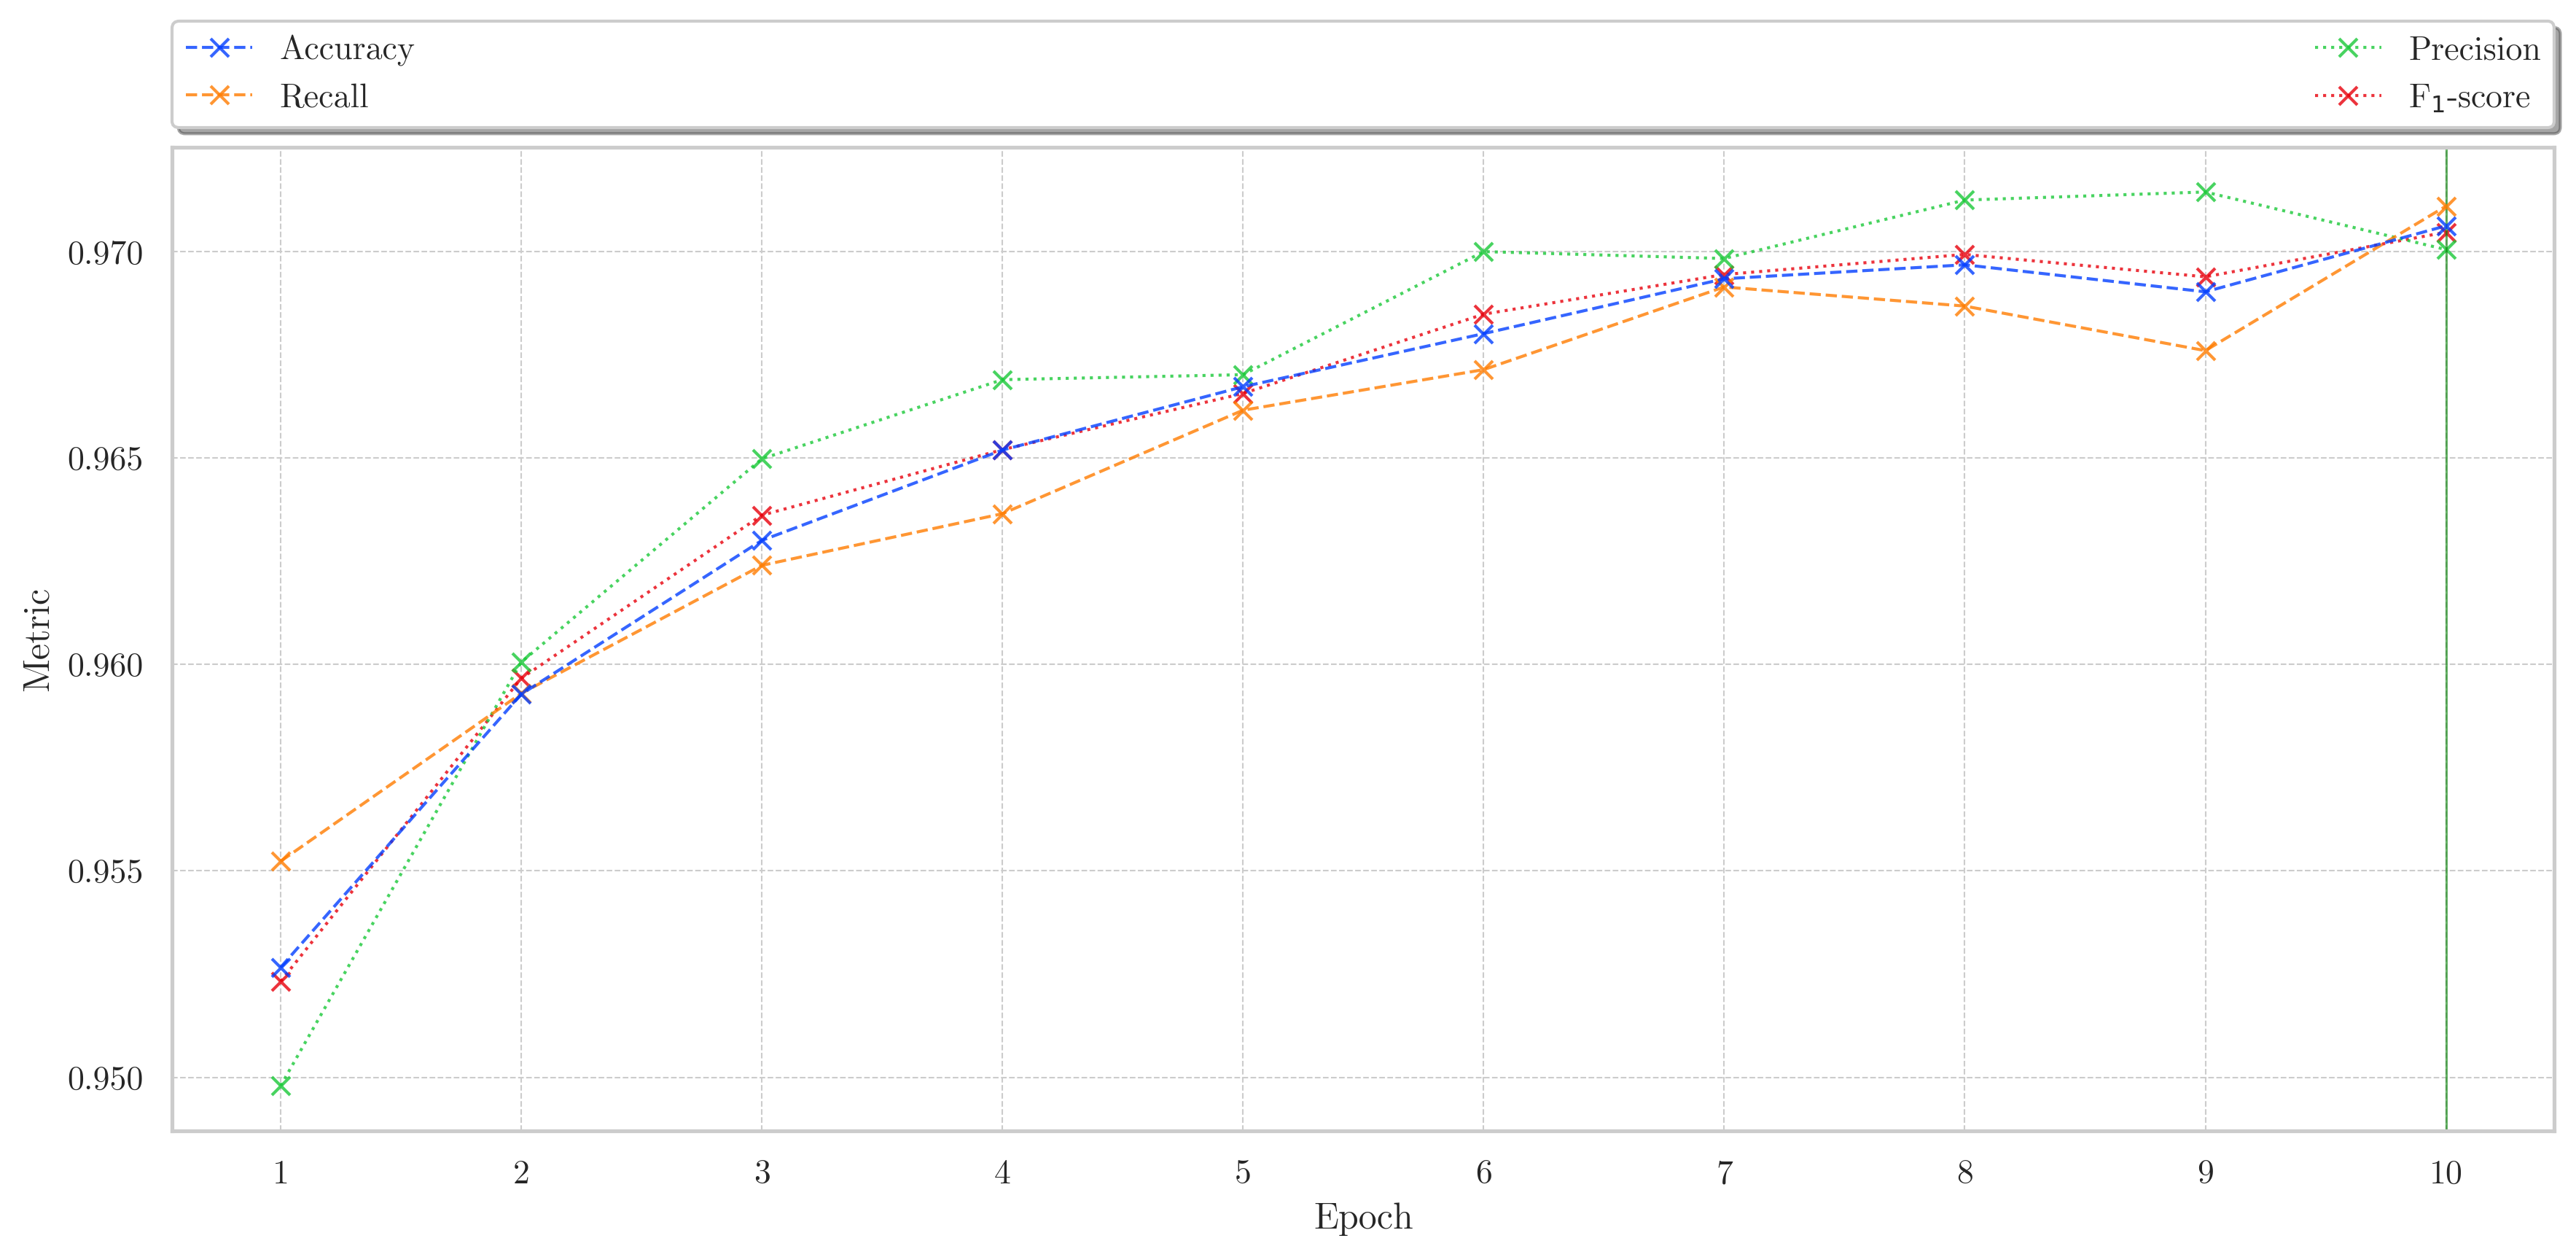 Accuracy
Recall
Precision
F₁-score
Metric
0.970
0.965
0.960
0.955
0.950
1 2 3 4 5 6 7 8 9 10
Epoch